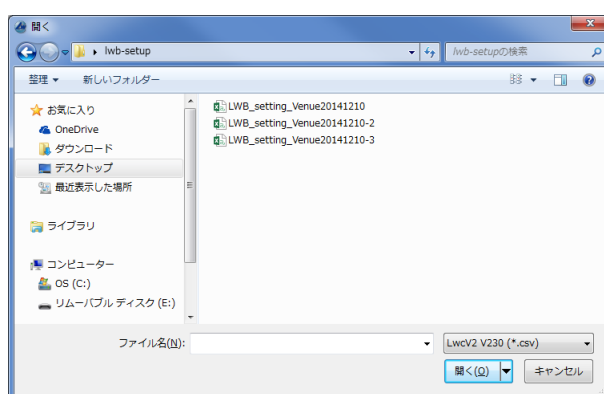 開く
lwb-setup
lwb-setupの検索
整理 新しいフォルダー
お気に入り
OneDrive
ダウンロード
デスクトップ
最近表示した場所
ライブラリ
コンピューター
OS (C:)
リムーバブル ディスク (E:)
LWB_setting_Venue20141210
LWB_setting_Venue20141210-2
LWB_setting_Venue20141210-3
ファイル名(N):
LwcV2 V230 (*.csv)
開く(O) キャンセル